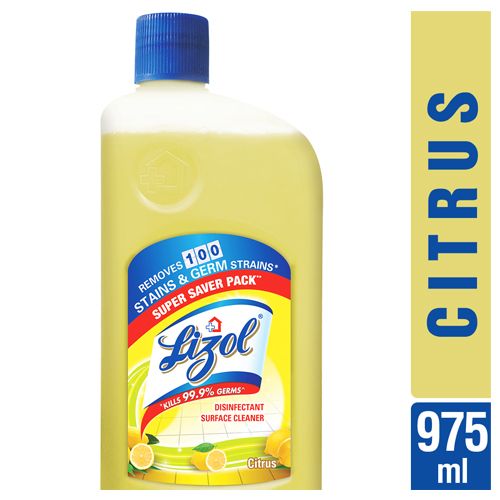 REMOVES 100
STAINS & GERM STRAINS*
SUPER SAVER PACK**
Lizol®
*KILLS 99.9% GERMS^
DISINFECTANT
SURFACE CLEANER
Citrus
CITRUS
975
ml